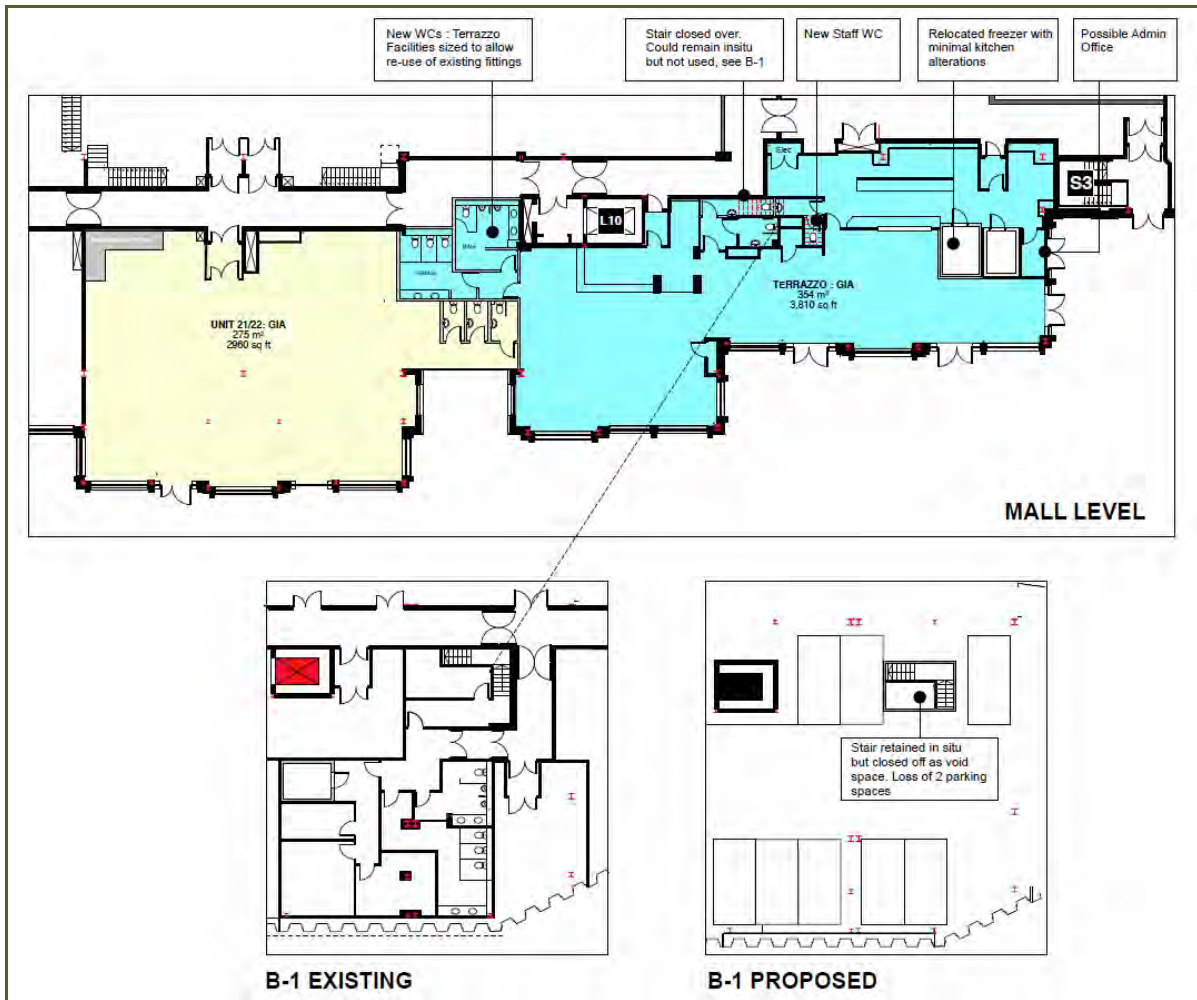 New WCs : Terrazzo
Facilities sized to allow
re-use of existing fittings
Stair closed over.
Could remain insitu
but not used, see B-1
New Staff WC
Relocated freezer with
minimal kitchen
alterations
Possible Admin
Office
Elec
S3
L10
MALE
TERRAZZO : GIA
354 m²
3,810 sq ft
UNIT 21/22: GIA
275 m²
2960 sq ft
MALL LEVEL
Stair retained in situ
but closed off as void
space. Loss of 2 parking
spaces
B-1 EXISTING
B-1 PROPOSED